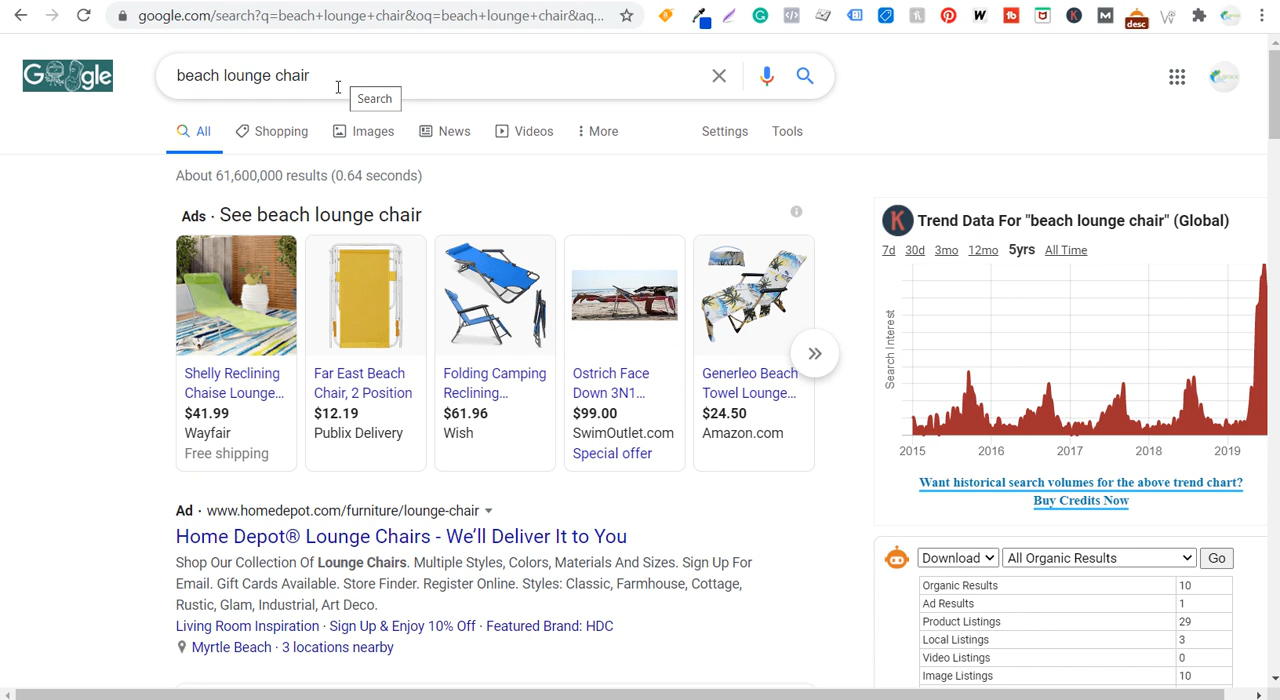 google.com/search?q=beach+lounge+chair&oq=beach+lounge+chair&aq...
desc
Google
beach lounge chair
Search
All
Shopping
Images
News
Videos
More
Settings
Tools
About 61,600,000 results (0.64 seconds)
Ads · See beach lounge chair
Shelly Reclining
Chaise Lounge...
$41.99
Wayfair
Free shipping
Far East Beach
Chair, 2 Position
$12.19
Publix Delivery
Folding Camping
Reclining...
$61.96
Wish
Ostrich Face
Down 3N1...
$99.00
SwimOutlet.com
Special offer
Generleo Beach
Towel Lounge...
$24.50
Amazon.com
Ad · www.homedepot.com/furniture/lounge-chair
Home Depot® Lounge Chairs - We'll Deliver It to You
Shop Our Collection Of Lounge Chairs. Multiple Styles, Colors, Materials And Sizes. Sign Up For
Email. Gift Cards Available. Store Finder. Register Online. Styles: Classic, Farmhouse, Cottage,
Rustic, Glam, Industrial, Art Deco.
Living Room Inspiration · Sign Up & Enjoy 10% Off · Featured Brand: HDC
Myrtle Beach · 3 locations nearby
K Trend Data For "beach lounge chair" (Global)
7d 30d 3mo 12mo 5yrs All Time
Search Interest
2015 2016 2017 2018 2019
Want historical search volumes for the above trend chart?
Buy Credits Now
Download All Organic Results Go
Organic Results 10
Ad Results 1
Product Listings 29
Local Listings 3
Video Listings 0
Image Listings 10